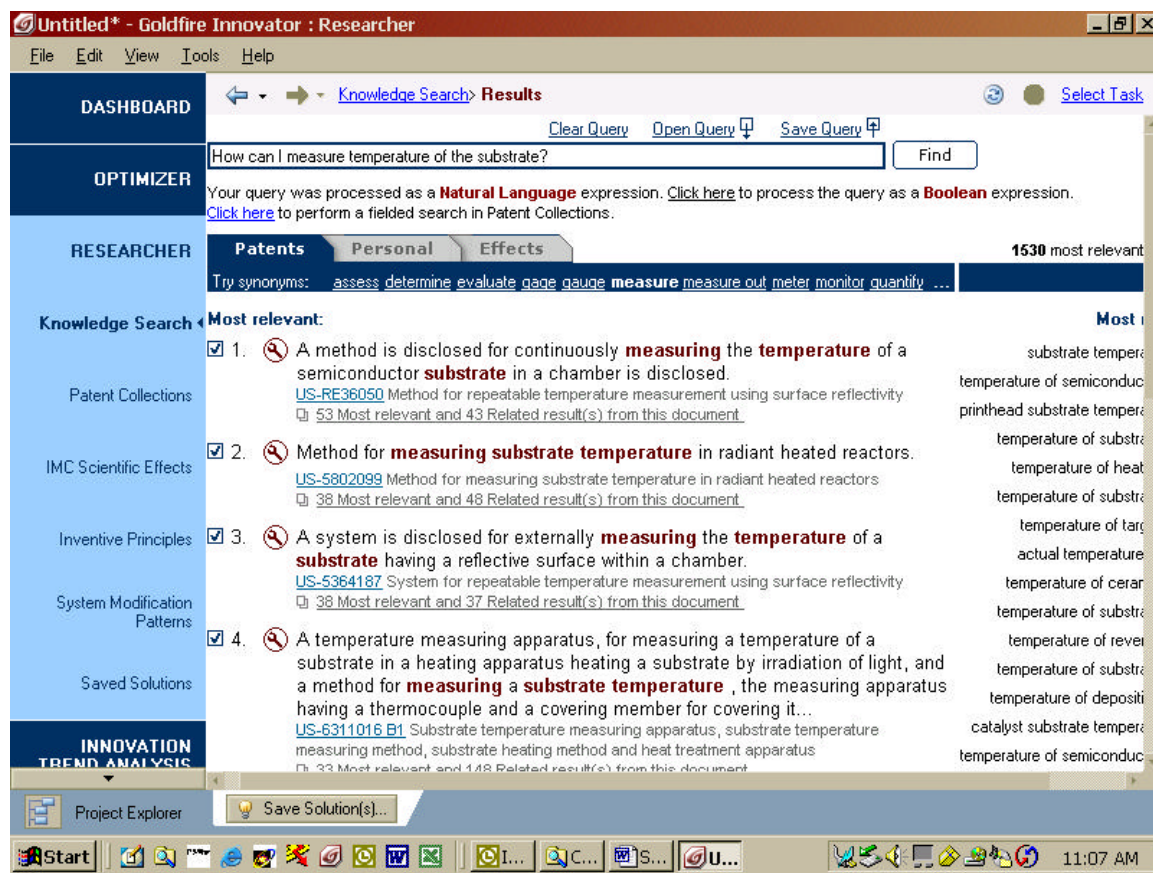 Untitled* - Goldfire Innovator : Researcher
File Edit View Tools Help
DASHBOARD
OPTIMIZER
RESEARCHER
Knowledge Search
Patent Collections
IMC Scientific Effects
Inventive Principles
System Modification
Patterns
Saved Solutions
INNOVATION
TREND ANALYSIS
Knowledge Search> Results
Select Task
Clear Query Open Query Save Query
How can I measure temperature of the substrate?
Find
Your query was processed as a Natural Language expression. Click here to process the query as a Boolean expression.
Click here to perform a fielded search in Patent Collections.
Patents Personal Effects
1530 most relevant
Try synonyms: assess determine evaluate gage gauge measure measure out meter monitor quantify ...
Most relevant:
1. A method is disclosed for continuously measuring the temperature of a
semiconductor substrate in a chamber is disclosed.
US-RE36050 Method for repeatable temperature measurement using surface reflectivity
53 Most relevant and 43 Related result(s) from this document
2. Method for measuring substrate temperature in radiant heated reactors.
US-5802099 Method for measuring substrate temperature in radiant heated reactors
38 Most relevant and 48 Related result(s) from this document
3. A system is disclosed for externally measuring the temperature of a
substrate having a reflective surface within a chamber.
US-5364187 System for repeatable temperature measurement using surface reflectivity
38 Most relevant and 37 Related result(s) from this document
4. A temperature measuring apparatus, for measuring a temperature of a
substrate in a heating apparatus heating a substrate by irradiation of light, and
a method for measuring a substrate temperature , the measuring apparatus
having a thermocouple and a covering member for covering it...
US-6311016 B1 Substrate temperature measuring apparatus, substrate temperature
measuring method, substrate heating method and heat treatment apparatus
33 Most relevant and 148 Related result(s) from this document
Most r
substrate tempera
temperature of semiconduc
printhead substrate tempera
temperature of substra
temperature of heat
temperature of substra
temperature of targ
actual temperature
temperature of cerar
temperature of substra
temperature of rever
temperature of substra
temperature of depositi
catalyst substrate tempera
temperature of semiconduc
Project Explorer
Save Solution(s)...
Start
I... C... S... U...
11:07 AM